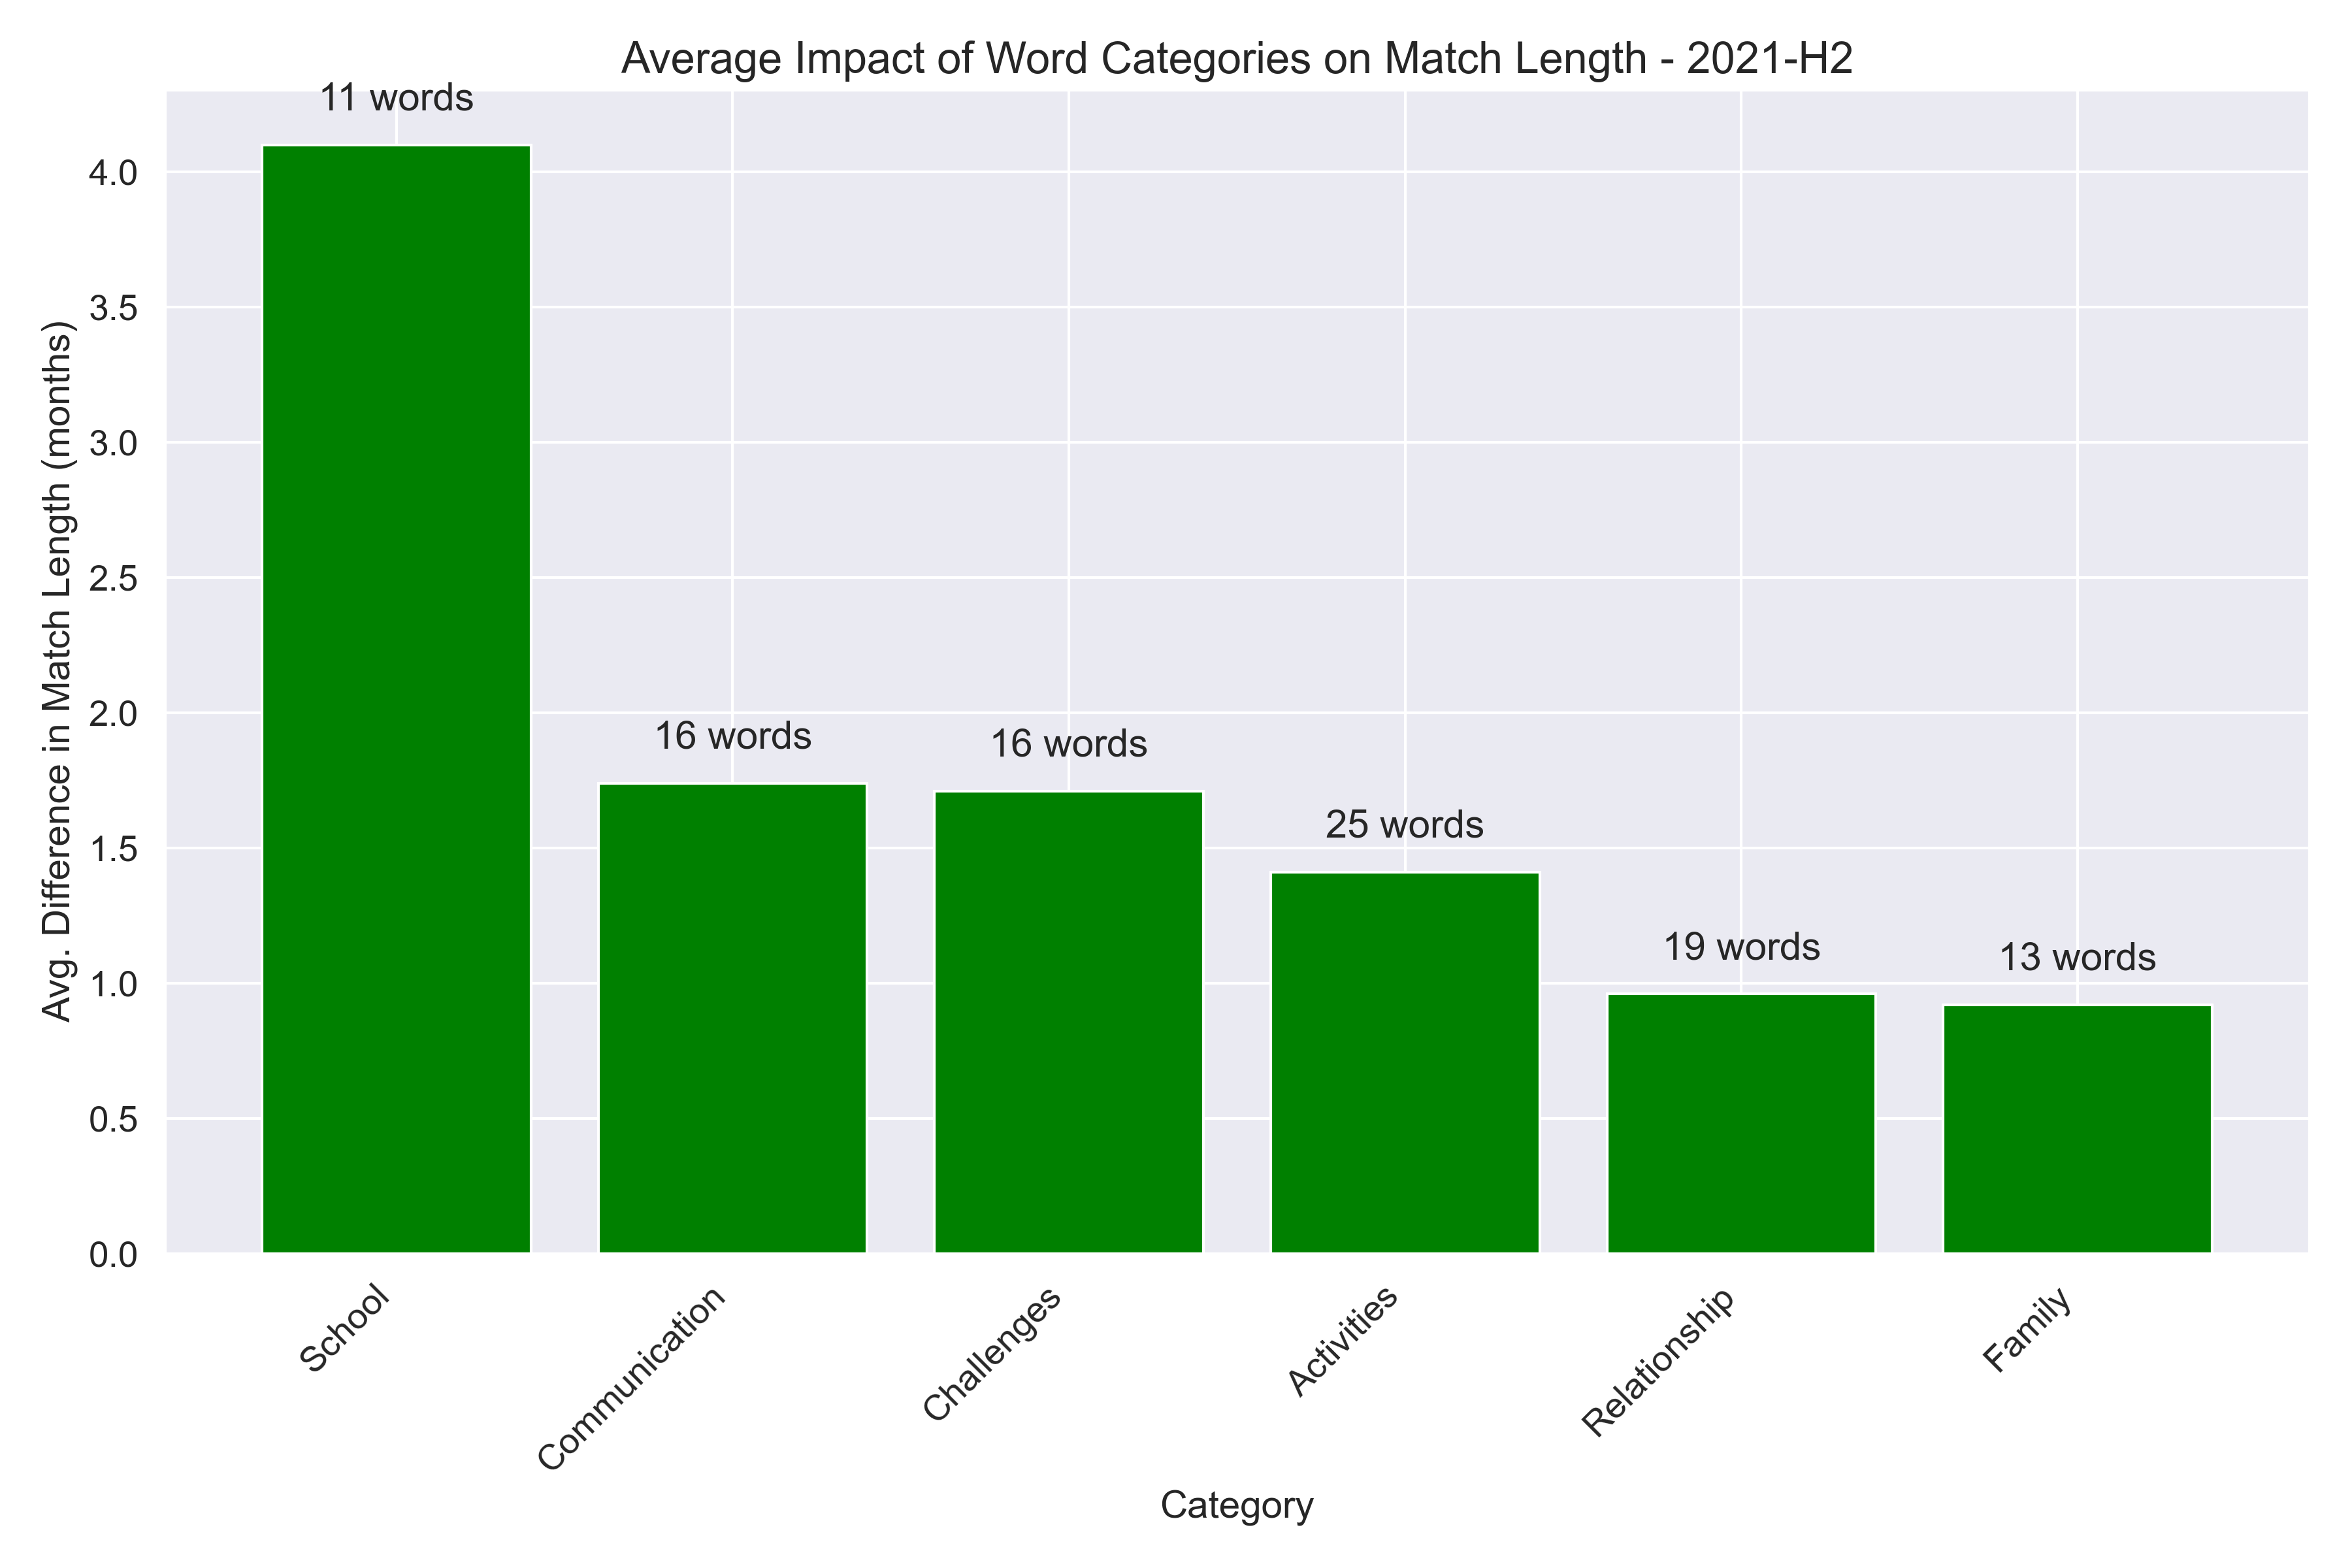 Average Impact of Word Categories on Match Length - 2021-H2
11 words
16 words
16 words
25 words
19 words
13 words
Avg. Difference in Match Length (months)
4.0
3.5
3.0
2.5
2.0
1.5
1.0
0.5
0.0
School
Communication
Challenges
Activities
Relationship
Family
Category